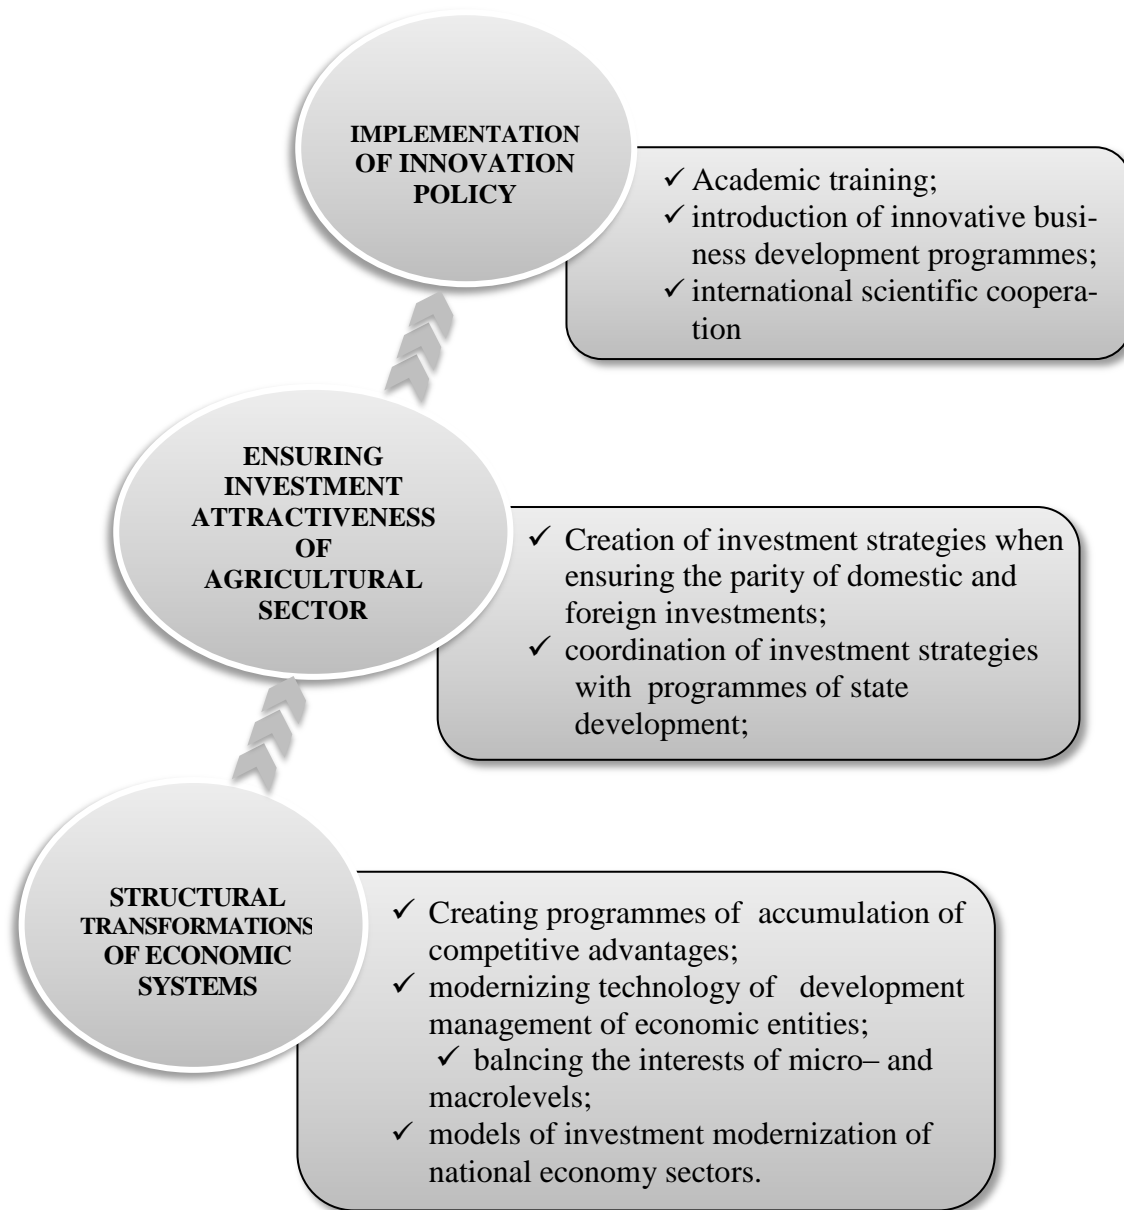 IMPLEMENTATION
OF INNOVATION
POLICY
✓ Academic training;
✓ introduction of innovative busi-
ness development programmes;
✓ international scientific coopera-
tion
ENSURING
INVESTMENT
ATTRACTIVENESS
OF
AGRICULTURAL
SECTOR
✓ Creation of investment strategies when
ensuring the parity of domestic and
foreign investments;
✓ coordination of investment strategies
with programmes of state
development;
STRUCTURAL
TRANSFORMATIONS
OF ECONOMIC
SYSTEMS
✓ Creating programmes of accumulation of
competitive advantages;
✓ modernizing technology of development
management of economic entities;
✓ balncing the interests of micro– and
macrolevels;
✓ models of investment modernization of
national economy sectors.